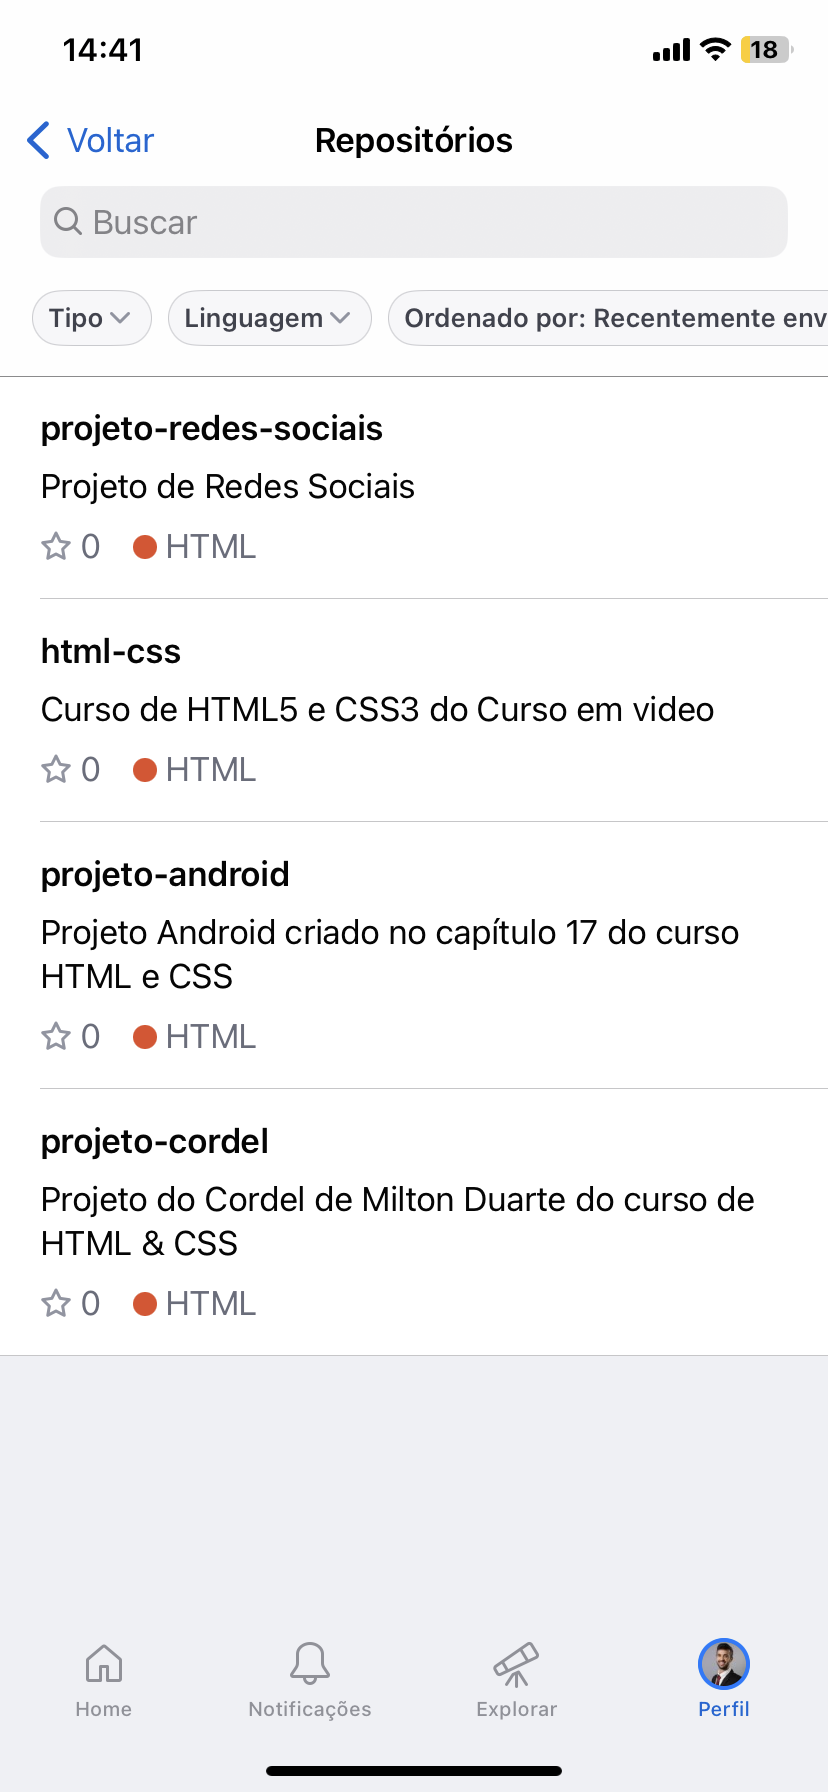 14:41
18
Voltar
Repositórios
Buscar
Tipo
Linguagem
Ordenado por: Recentemente env
projeto-redes-sociais
Projeto de Redes Sociais
0 HTML
html-css
Curso de HTML5 e CSS3 do Curso em video
0 HTML
projeto-android
Projeto Android criado no capítulo 17 do curso
HTML e CSS
0 HTML
projeto-cordel
Projeto do Cordel de Milton Duarte do curso de
HTML & CSS
0 HTML
Home
Notificações
Explorar
Perfil